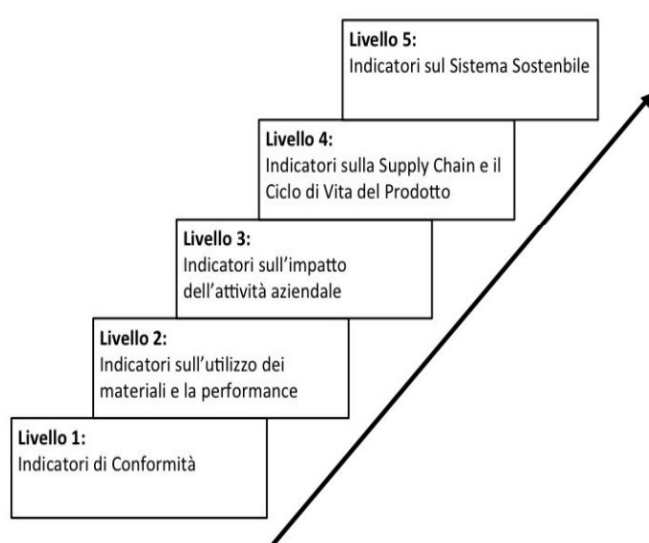 Livello 5:
Indicatori sul Sistema Sostenbile
Livello 4:
Indicatori sulla Supply Chain e il
Ciclo di Vita del Prodotto
Livello 3:
Indicatori sull’impatto
dell’attività aziendale
Livello 2:
Indicatori sull’utilizzo dei
materiali e la performance
Livello 1:
Indicatori di Conformità